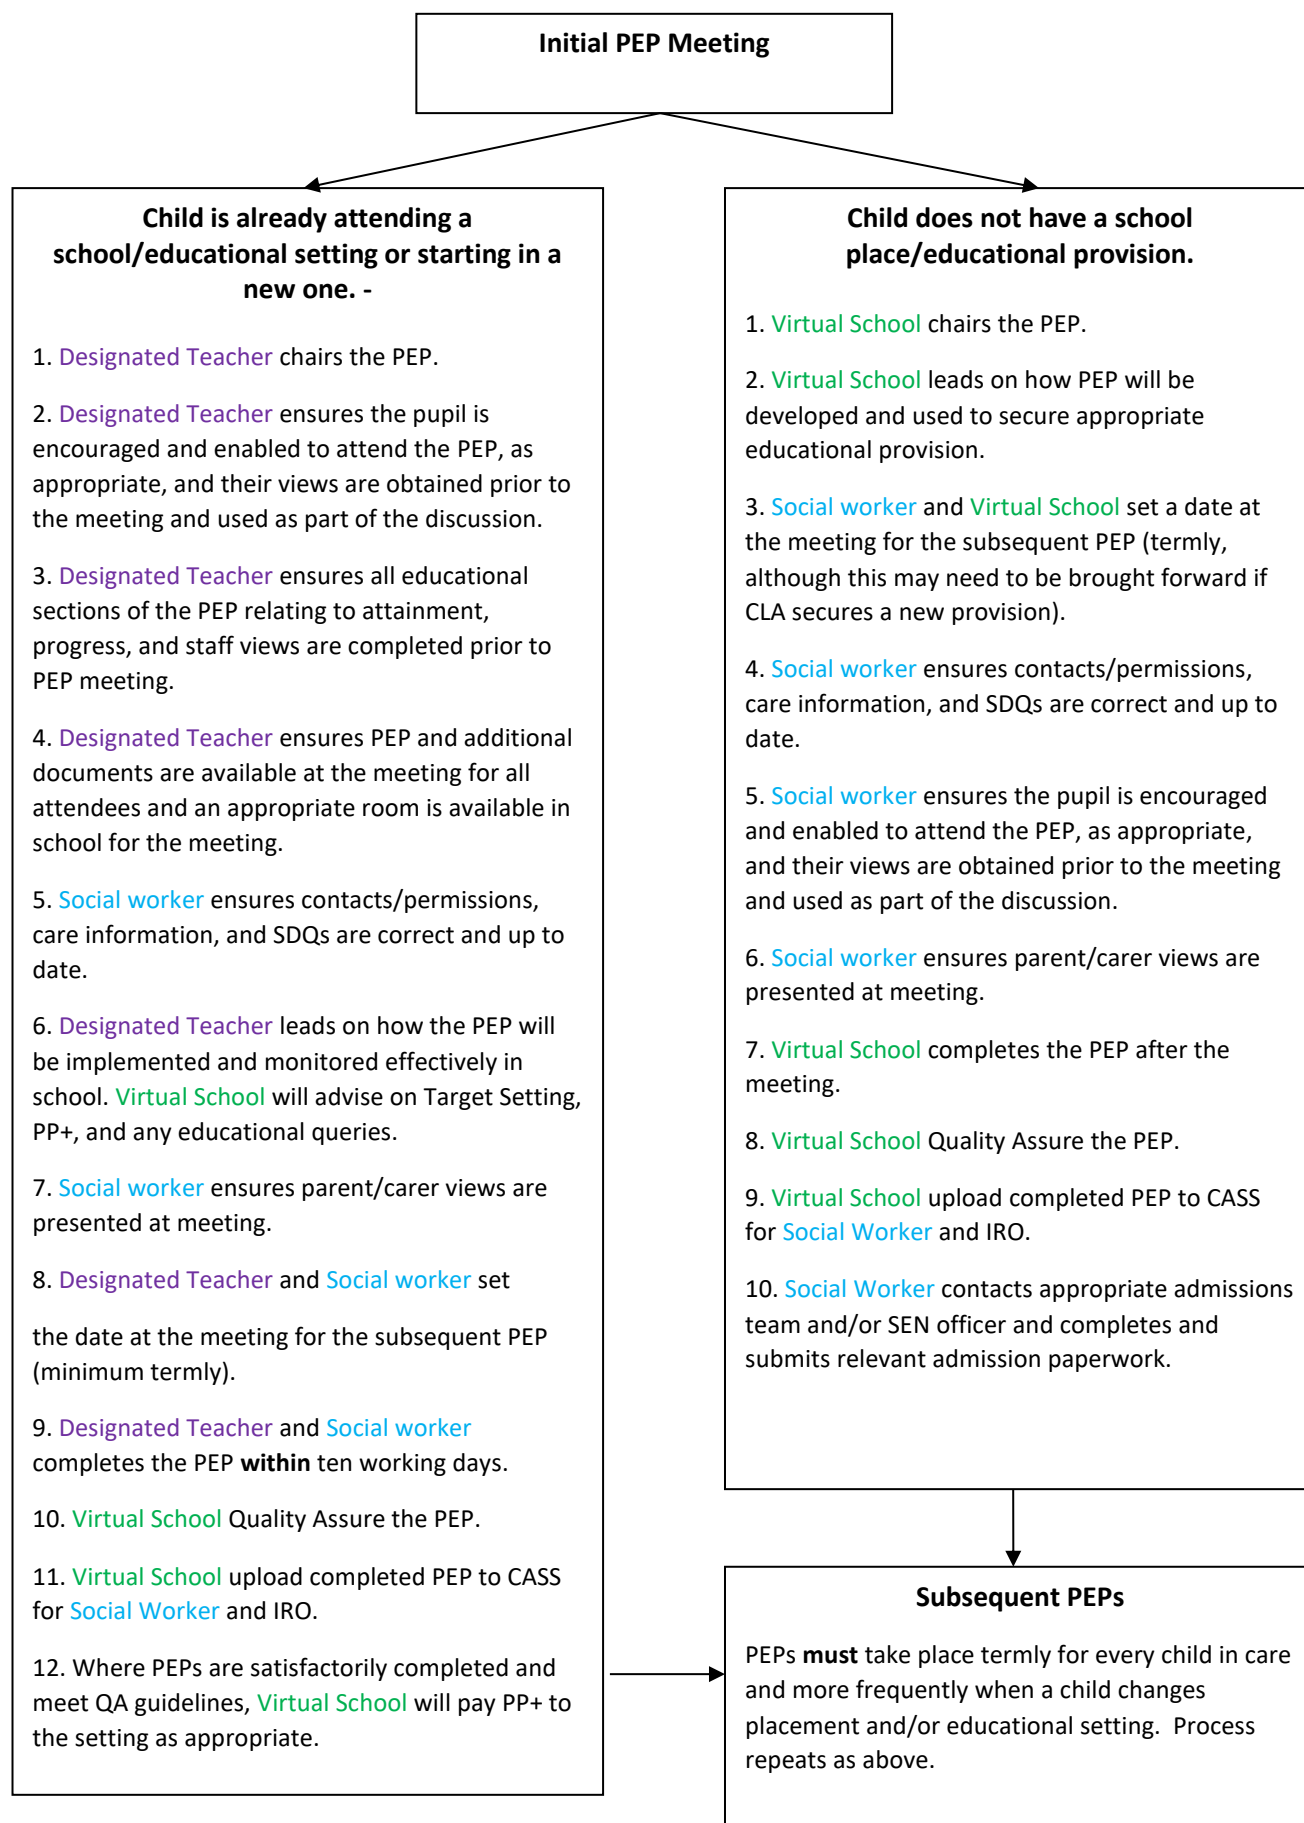 Initial PEP Meeting
Child is already attending a
school/educational setting or starting in a
new one. -
1. Designated Teacher chairs the PEP.
2. Designated Teacher ensures the pupil is
encouraged and enabled to attend the PEP, as
appropriate, and their views are obtained prior to
the meeting and used as part of the discussion.
3. Designated Teacher ensures all educational
sections of the PEP relating to attainment,
progress, and staff views are completed prior to
PEP meeting.
4. Designated Teacher ensures PEP and additional
documents are available at the meeting for all
attendees and an appropriate room is available in
school for the meeting.
5. Social worker ensures contacts/permissions,
care information, and SDQs are correct and up to
date.
6. Designated Teacher leads on how the PEP will
be implemented and monitored effectively in
school. Virtual School will advise on Target Setting,
PP+, and any educational queries.
7. Social worker ensures parent/carer views are
presented at meeting.
8. Designated Teacher and Social worker set
the date at the meeting for the subsequent PEP
(minimum termly).
9. Designated Teacher and Social worker
completes the PEP within ten working days.
10. Virtual School Quality Assure the PEP.
11. Virtual School upload completed PEP to CASS
for Social Worker and IRO.
12. Where PEPs are satisfactorily completed and
meet QA guidelines, Virtual School will pay PP+ to
the setting as appropriate.
Child does not have a school
place/educational provision.
1. Virtual School chairs the PEP.
2. Virtual School leads on how PEP will be
developed and used to secure appropriate
educational provision.
3. Social worker and Virtual School set a date at
the meeting for the subsequent PEP (termly,
although this may need to be brought forward if
CLA secures a new provision).
4. Social worker ensures contacts/permissions,
care information, and SDQs are correct and up to
date.
5. Social worker ensures the pupil is encouraged
and enabled to attend the PEP, as appropriate,
and their views are obtained prior to the meeting
and used as part of the discussion.
6. Social worker ensures parent/carer views are
presented at meeting.
7. Virtual School completes the PEP after the
meeting.
8. Virtual School Quality Assure the PEP.
9. Virtual School upload completed PEP to CASS
for Social Worker and IRO.
10. Social Worker contacts appropriate admissions
team and/or SEN officer and completes and
submits relevant admission paperwork.
Subsequent PEPs
PEPs must take place termly for every child in care
and more frequently when a child changes
placement and/or educational setting.  Process
repeats as above.